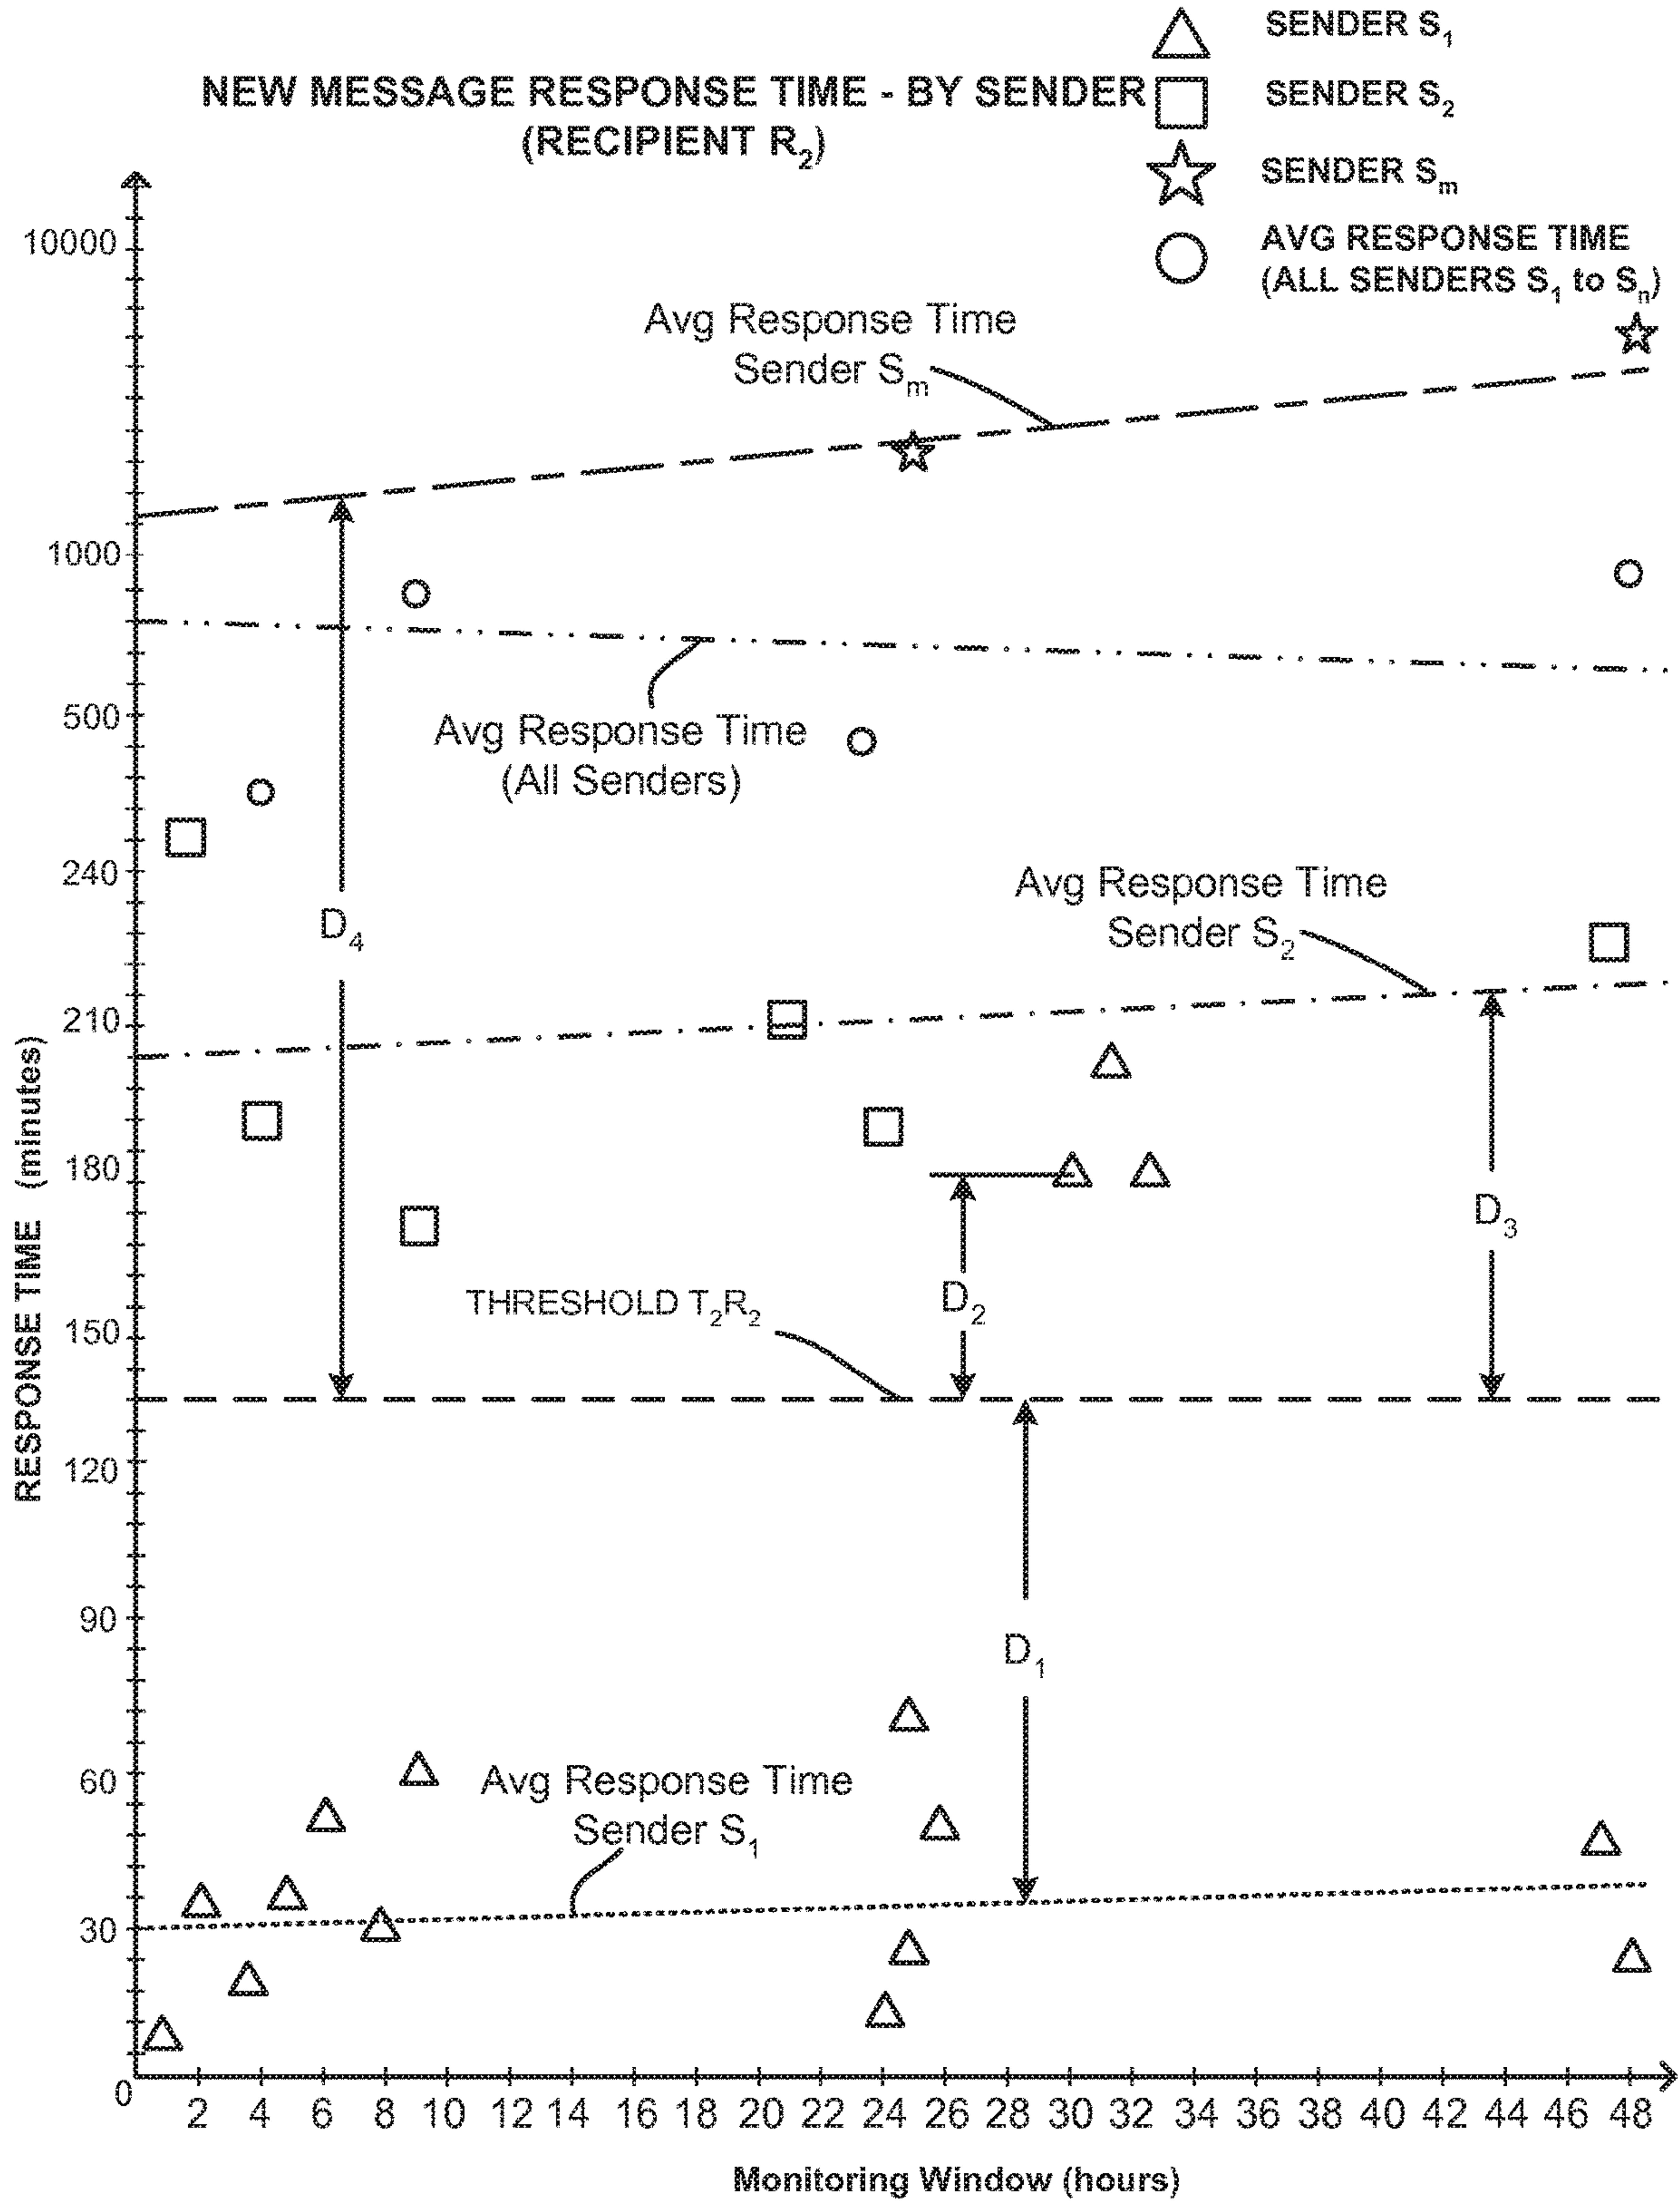 SENDER S1
NEW MESSAGE RESPONSE TIME - BY SENDER
SENDER S2
(RECIPIENT R2)
SENDER Sm
AVG RESPONSE TIME
(ALL SENDERS S1 to Sn)
10000
Avg Response Time
Sender Sm
1000
500
Avg Response Time
(All Senders)
240
Avg Response Time
Sender S2
D4
210
180
D3
D2
THRESHOLD T2R2
150
120
RESPONSE TIME (minutes)
90
D1
60
Avg Response Time
Sender S1
30
0
2 4 6 8 10 12 14 16 18 20 22 24 26 28 30 32 34 36 38 40 42 44 46 48
Monitoring Window (hours)